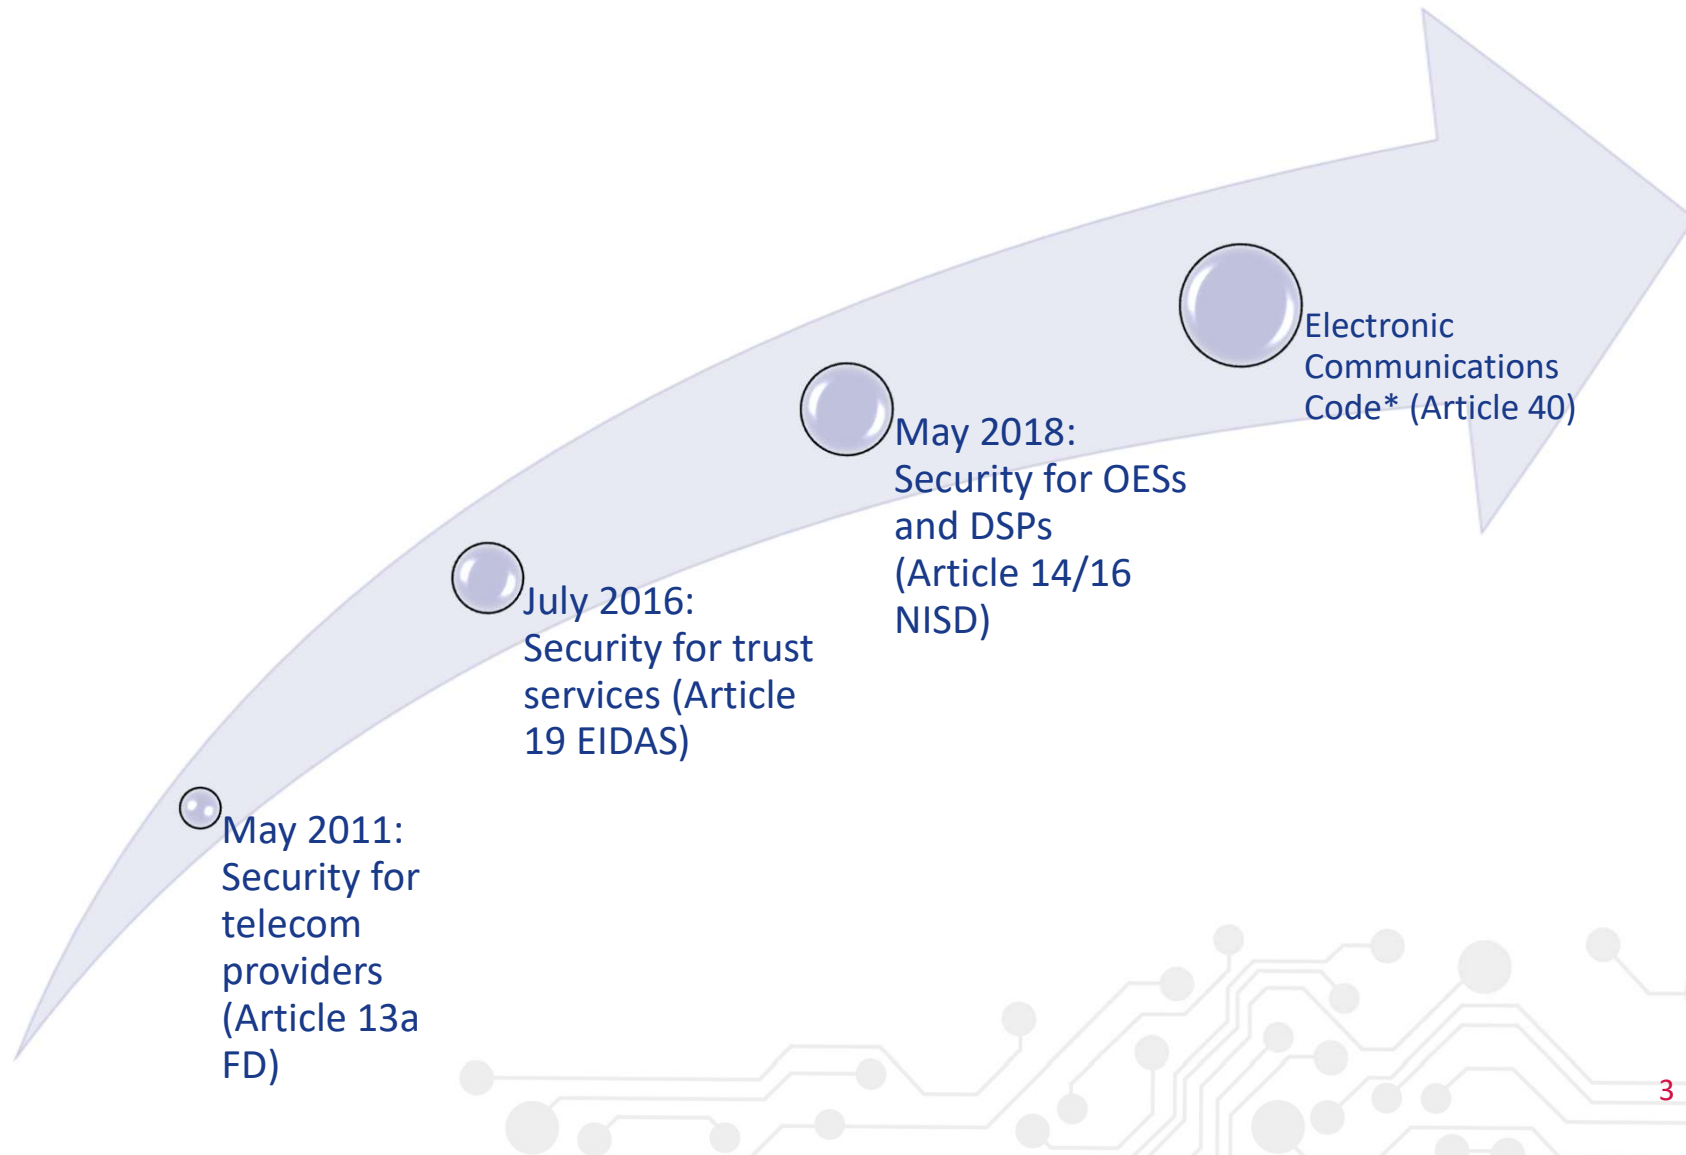 May 2011:
Security for
telecom
providers
(Article 13a
FD)
July 2016:
Security for trust
services (Article
19 EIDAS)
May 2018:
Security for OESs
and DSPs
(Article 14/16
NISD)
Electronic
Communications
Code* (Article 40)
3